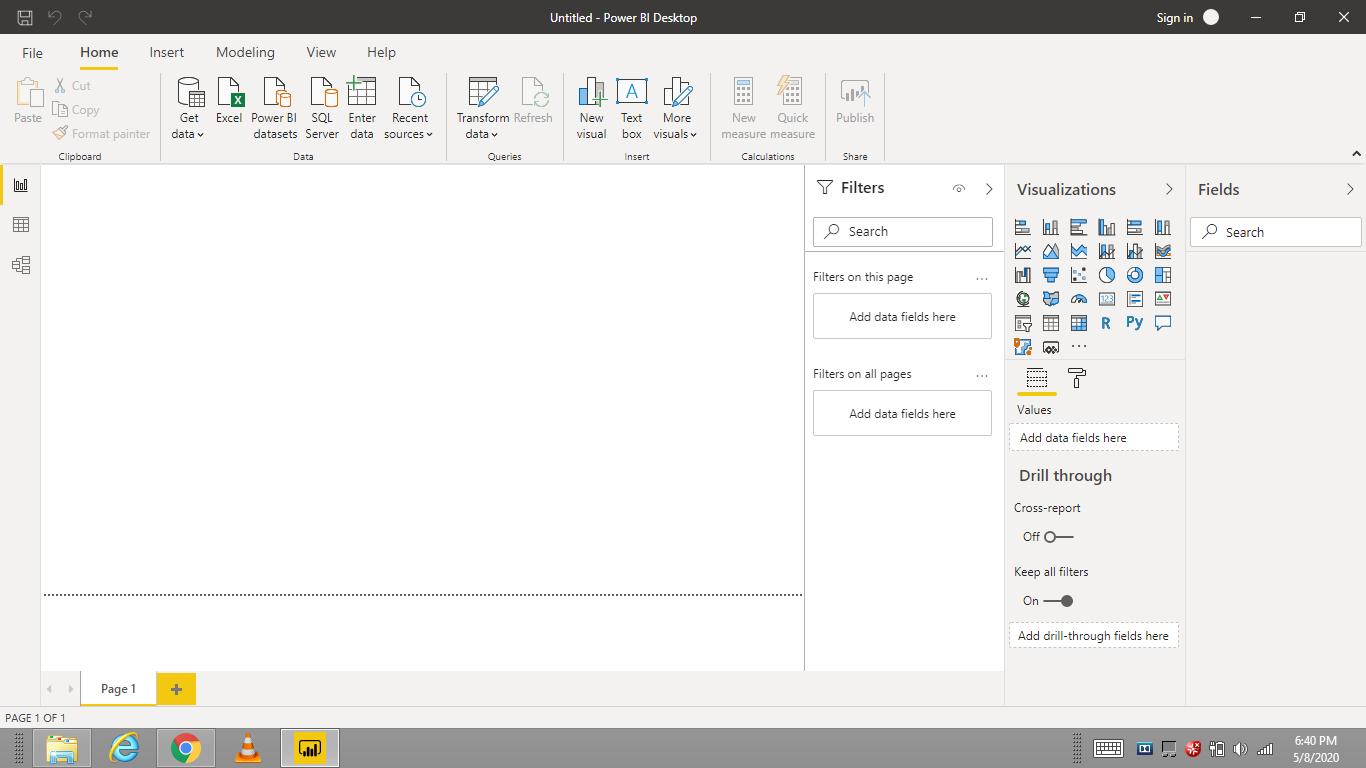 Untitled - Power BI Desktop
Sign in
File Home Insert Modeling View Help
Paste
Cut
Copy
Format painter
Clipboard
Get data
Excel
Power BI datasets
SQL Server
Enter data
Recent sources
Data
Transform data
Refresh
Queries
New visual
Text box
More visuals
Insert
New measure
Quick measure
Calculations
Publish
Share
Filters
Search
Filters on this page
...
Add data fields here
Filters on all pages
...
Add data fields here
Visualizations
123
R
Py
...
Values
Add data fields here
Drill through
Cross-report
Off
Keep all filters
On
Add drill-through fields here
Fields
Search
Page 1
PAGE 1 OF 1
6:40 PM
5/8/2020